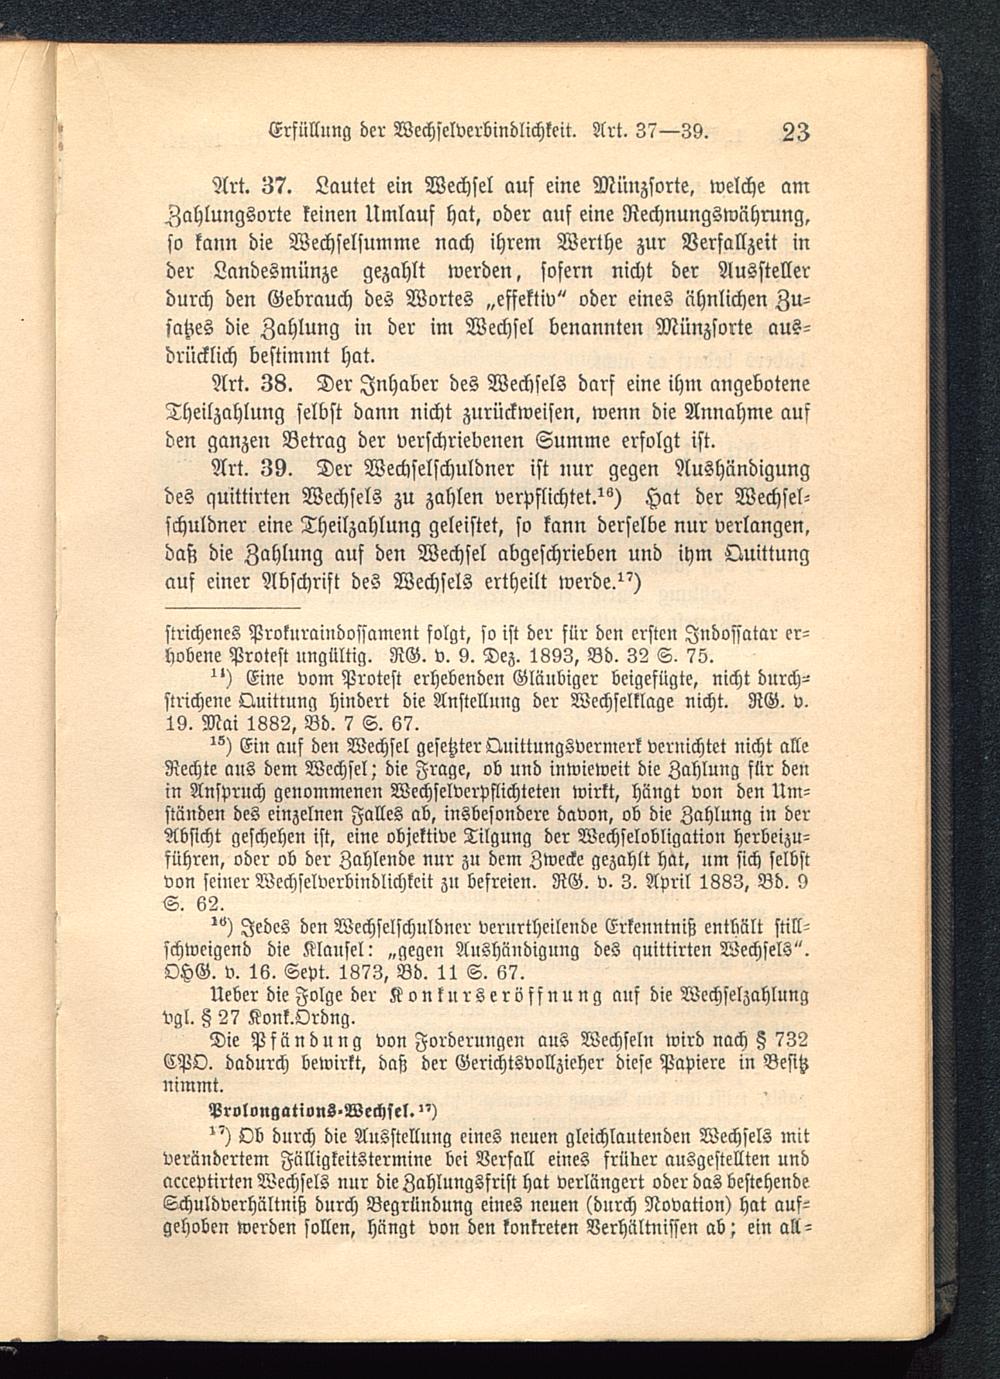 Erfüllung der Wechselverbindlichkeit. Art. 37—39. 23
Art. 37. Lautet ein Wechsel auf eine Münzsorte, welche am
Zahlungsorte keinen Umlauf hat, oder auf eine Rechnungswährung,
so kann die Wechselsumme nach ihrem Werthe zur Verfallzeit in
der Landesmünze gezahlt werden, sofern nicht der Aussteller
durch den Gebrauch des Wortes „effektiv“ oder eines ähnlichen Zu-
satzes die Zahlung in der im Wechsel benannten Münzsorte aus-
drücklich bestimmt hat.
Art. 38. Der Inhaber des Wechsels darf eine ihm angebotene
Theilzahlung selbst dann nicht zurückweisen, wenn die Annahme auf
den ganzen Betrag der verschriebenen Summe erfolgt ist.
Art. 39. Der Wechselschuldner ist nur gegen Aushändigung
des quittirten Wechsels zu zahlen verpflichtet.¹⁶) Hat der Wechsel-
schuldner eine Theilzahlung geleistet, so kann derselbe nur verlangen,
daß die Zahlung auf den Wechsel abgeschrieben und ihm Quittung
auf einer Abschrift des Wechsels ertheilt werde.¹⁷)
strichenes Prokuraindossament folgt, so ist der für den ersten Indossatar er-
hobene Protest ungültig. RG. v. 9. Dez. 1893, Bd. 32 S. 75.
¹⁴) Eine vom Protest erhebenden Gläubiger beigefügte, nicht durch-
strichene Quittung hindert die Anstellung der Wechselklage nicht. RG. v.
19. Mai 1882, Bd. 7 S. 67.
¹⁵) Ein auf den Wechsel gesetzter Quittungsvermerk vernichtet nicht alle
Rechte aus dem Wechsel; die Frage, ob und inwieweit die Zahlung für den
in Anspruch genommenen Wechselverpflichteten wirkt, hängt von den Um-
ständen des einzelnen Falles ab, insbesondere davon, ob die Zahlung in der
Absicht geschehen ist, eine objektive Tilgung der Wechselobligation herbeizu-
führen, oder ob der Zahlende nur zu dem Zwecke gezahlt hat, um sich selbst
von seiner Wechselverbindlichkeit zu befreien. RG. v. 3. April 1883, Bd. 9
S. 62.
¹⁶) Jedes den Wechselschuldner verurtheilende Erkenntniß enthält still-
schweigend die Klausel: „gegen Aushändigung des quittirten Wechsels“.
OHG. v. 16. Sept. 1873, Bd. 11 S. 67.
Ueber die Folge der Konkurseröffnung auf die Wechselzahlung
vgl. § 27 Konk.Ordng.
Die Pfändung von Forderungen aus Wechseln wird nach § 732
CPO. dadurch bewirkt, daß der Gerichtsvollzieher diese Papiere in Besitz
nimmt.
Prolongations-Wechsel.¹⁷)
¹⁷) Ob durch die Ausstellung eines neuen gleichlautenden Wechsels mit
verändertem Fälligkeitstermine bei Verfall eines früher ausgestellten und
acceptirten Wechsels nur die Zahlungsfrist hat verlängert oder das bestehende
Schuldverhältniß durch Begründung eines neuen (durch Novation) hat auf-
gehoben werden sollen, hängt von den konkreten Verhältnissen ab; ein all-